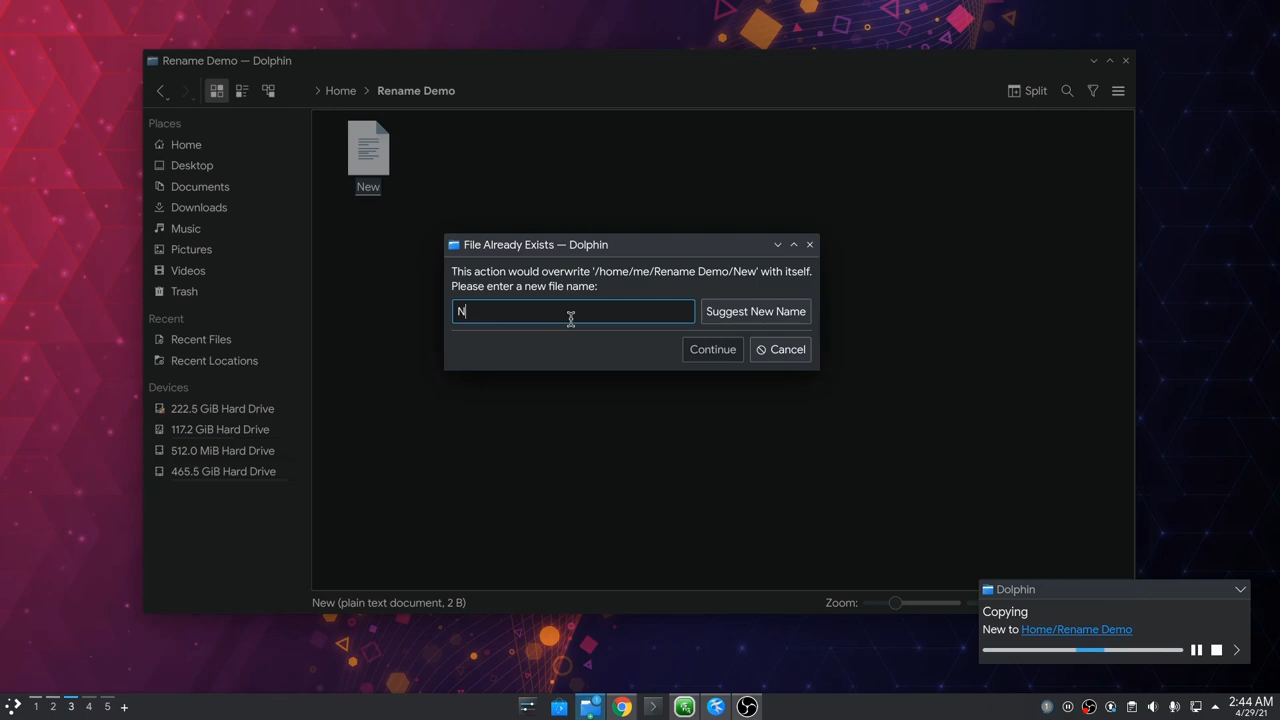 Rename Demo — Dolphin
Home
Rename Demo
Split
Places
Home
Desktop
Documents
Downloads
Music
Pictures
Videos
Trash
Recent
Recent Files
Recent Locations
Devices
222.5 GiB Hard Drive
117.2 GiB Hard Drive
512.0 MiB Hard Drive
465.5 GiB Hard Drive
New
File Already Exists — Dolphin
This action would overwrite '/home/me/Rename Demo/New' with itself.
Please enter a new file name:
N
Suggest New Name
Continue
Cancel
New (plain text document, 2 B)
Zoom:
Dolphin
Copying
New to Home/Rename Demo
1
2
3
4
5
1
1
2:44 AM
4/29/21